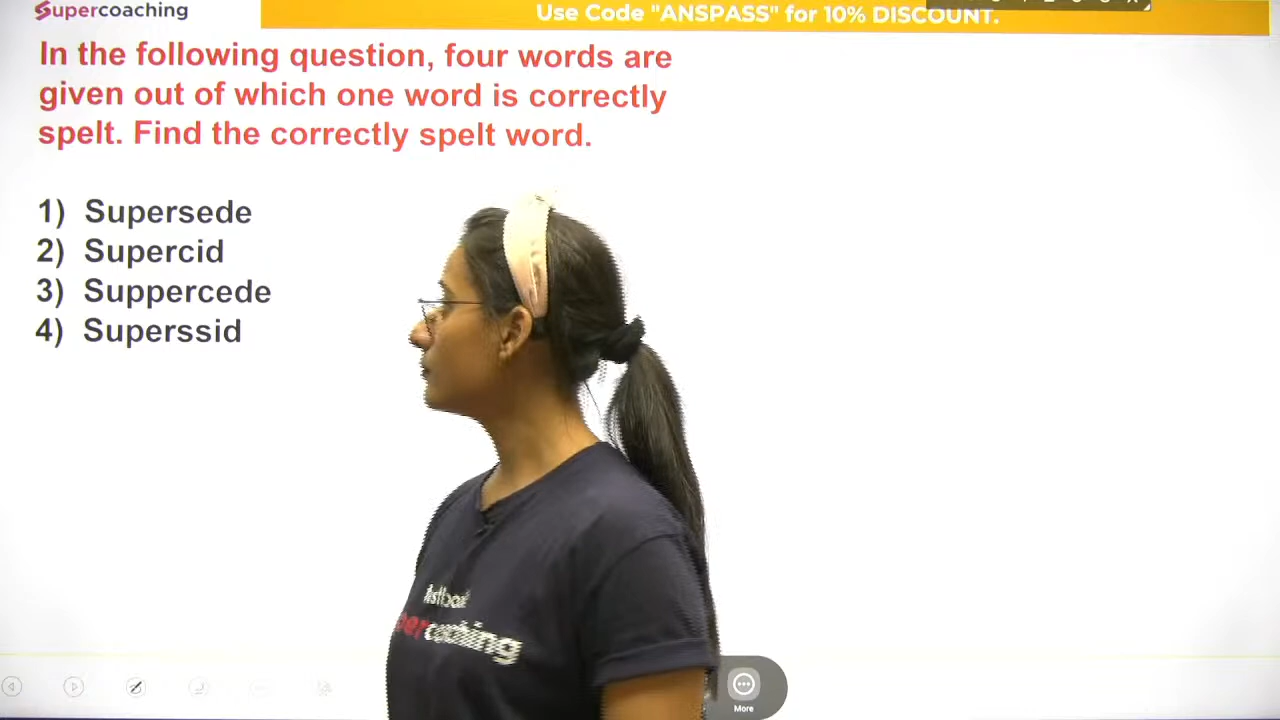 Supercoaching
Use Code "ANSPASS" for 10% DISCOUNT.
In the following question, four words are
given out of which one word is correctly
spelt. Find the correctly spelt word.
1) Supersede
2) Supercid
3) Suppercede
4) Superssid
coaching
More